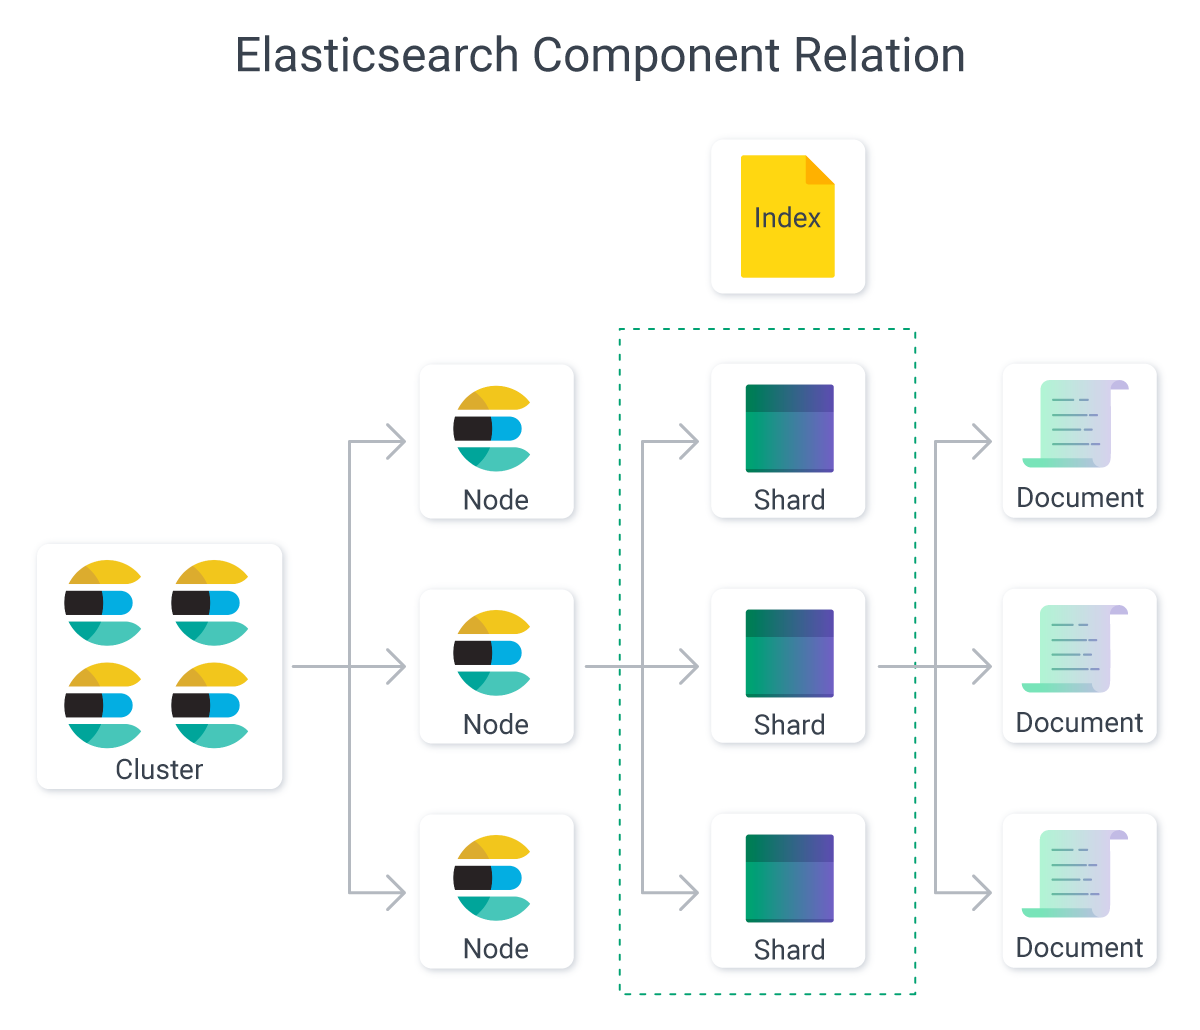 Elasticsearch Component Relation
Index
Node
Shard
Document
Cluster
Node
Shard
Document
Node
Shard
Document